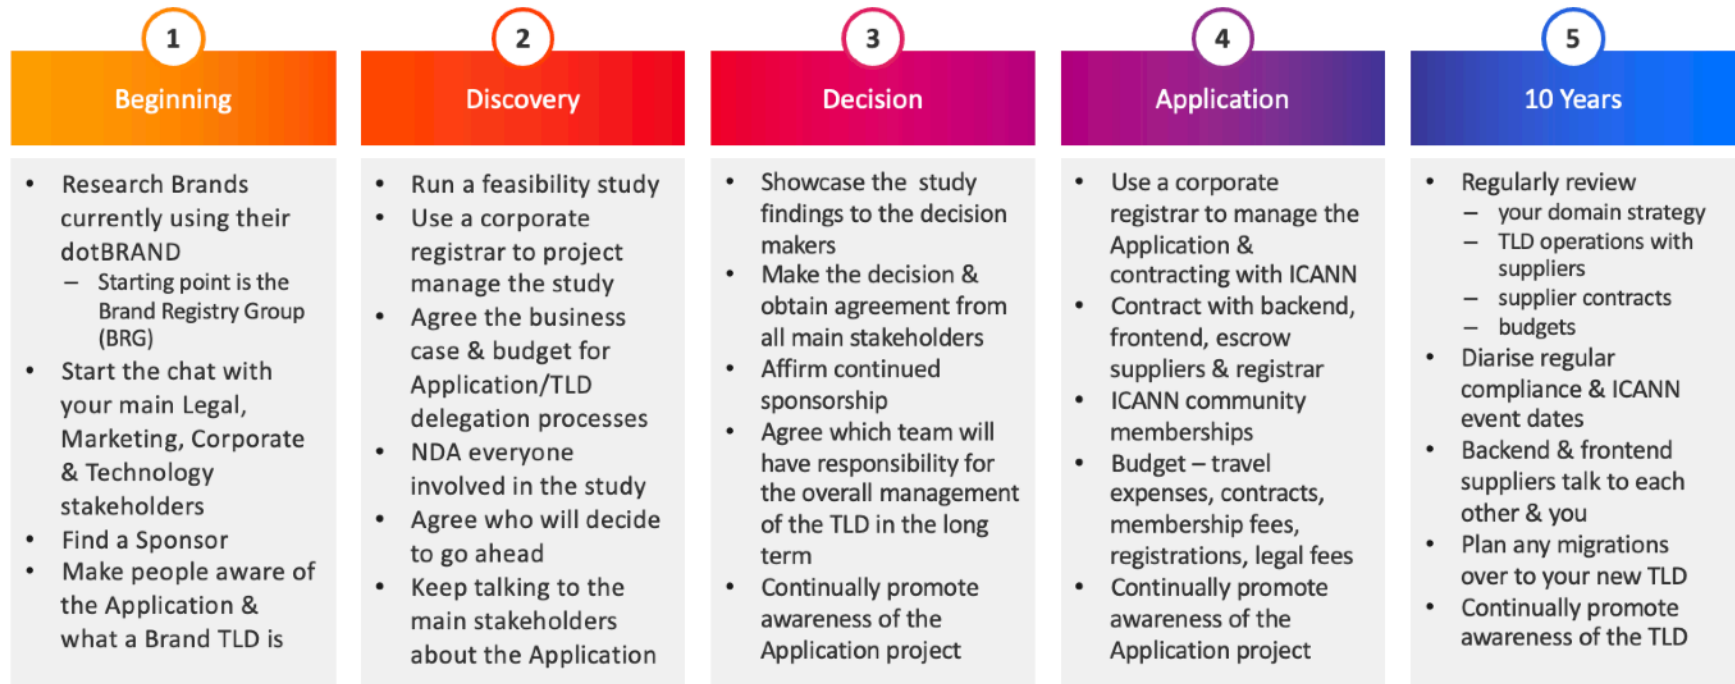 1
Beginning
• Research Brands
currently using their
dotBRAND
– Starting point is the
Brand Registry Group
(BRG)
• Start the chat with
your main Legal,
Marketing, Corporate
& Technology
stakeholders
• Find a Sponsor
• Make people aware of
the Application &
what a Brand TLD is
2
Discovery
• Run a feasibility study
• Use a corporate
registrar to project
manage the study
• Agree the business
case & budget for
Application/TLD
delegation processes
• NDA everyone
involved in the study
• Agree who will decide
to go ahead
• Keep talking to the
main stakeholders
about the Application
3
Decision
• Showcase the study
findings to the decision
makers
• Make the decision &
obtain agreement from
all main stakeholders
• Affirm continued
sponsorship
• Agree which team will
have responsibility for
the overall management
of the TLD in the long
term
• Continually promote
awareness of the
Application project
4
Application
• Use a corporate
registrar to manage the
Application &
contracting with ICANN
• Contract with backend,
frontend, escrow
suppliers & registrar
• ICANN community
memberships
• Budget – travel
expenses, contracts,
membership fees,
registrations, legal fees
• Continually promote
awareness of the
Application project
5
10 Years
• Regularly review
– your domain strategy
– TLD operations with
suppliers
– supplier contracts
– budgets
• Diarise regular
compliance & ICANN
event dates
• Backend & frontend
suppliers talk to each
other & you
• Plan any migrations
over to your new TLD
• Continually promote
awareness of the TLD